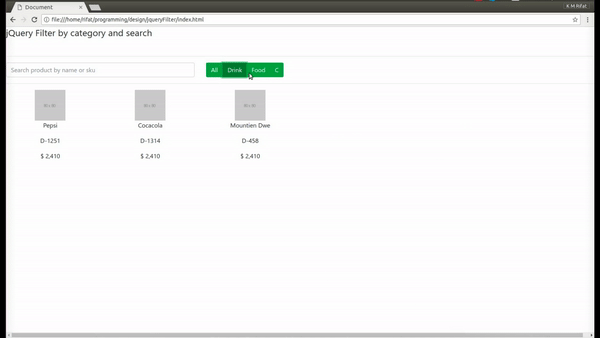 Document
K M Rifat
file:///home/rifat/programming/design/jqueryFilter/index.html
jQuery Filter by category and search
Search product by name or sku
All Drink Food C
Pepsi Cocacola Mountien Dwe
D-1251 D-1314 D-458
$ 2,410 $ 2,410 $ 2,410